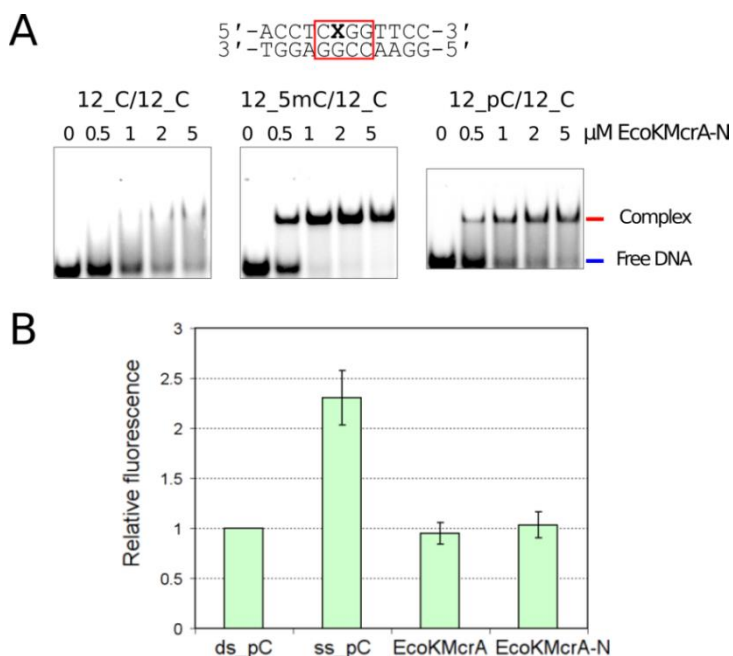 A
5'-ACCTCXGGTTCC-3'
3'-TGGAGGCCAAGG-5'
12_C/12_C 12_5mC/12_C 12_pC/12_C
0 0.5 1 2 5 0 0.5 1 2 5 0 0.5 1 2 5 μM EcoKMcrA-N
Complex
Free DNA
B
3
2.5
2
1.5
1
0.5
0
Relative fluorescence
ds_pC ss_pC EcoKMcrA EcoKMcrA-N